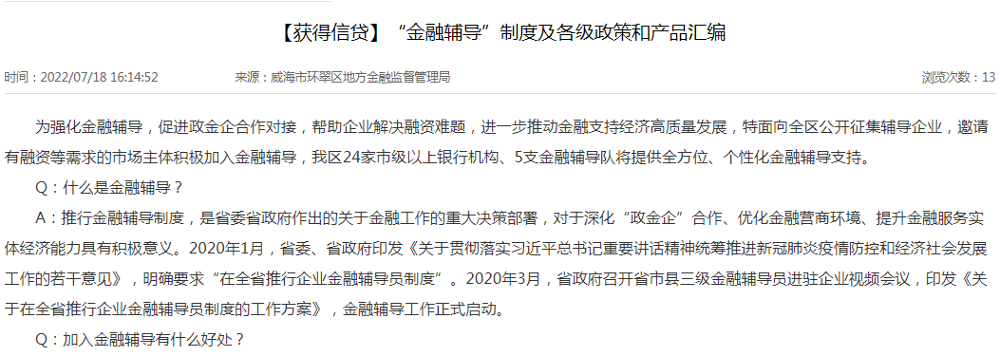 【获得信贷】“金融辅导”制度及各级政策和产品汇编
时间：2022/07/18 16:14:52 来源：威海市环翠区地方金融监督管理局 浏览次数：13
为强化金融辅导，促进政金企合作对接，帮助企业解决融资难题，进一步推动金融支持经济高质量发展，特面向全区公开征集辅导企业，邀请
有融资等需求的市场主体积极加入金融辅导，我区24家市级以上银行机构、5支金融辅导队将提供全方位、个性化金融辅导支持。
Q：什么是金融辅导？
A：推行金融辅导制度，是省委省政府作出的关于金融工作的重大决策部署，对于深化“政金企”合作、优化金融营商环境、提升金融服务实
体经济能力具有积极意义。2020年1月，省委、省政府印发《关于贯彻落实习近平总书记重要讲话精神统筹推进新冠肺炎疫情防控和经济社会发展
工作的若干意见》，明确要求“在全省推行企业金融辅导员制度”。2020年3月，省政府召开省市县三级金融辅导员进驻企业视频会议，印发《关
于在全省推行企业金融辅导员制度的工作方案》，金融辅导工作正式启动。
Q：加入金融辅导有什么好处？